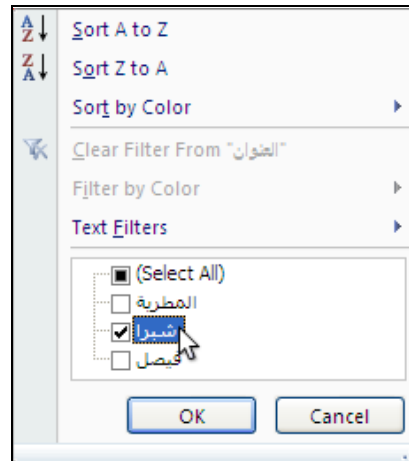 Sort A to Z
Sort Z to A
Sort by Color
Clear Filter From "العنوان"
Filter by Color
Text Filters
(Select All)
المطرية
شبرا
فيصل
OK
Cancel